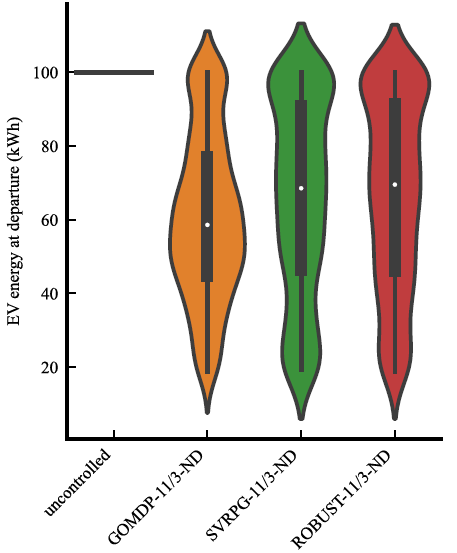 EV energy at departure (kWh)
100
80
60
40
20
uncontrolled
GOMDP-11/3-ND
SVRPG-11/3-ND
ROBUST-11/3-ND